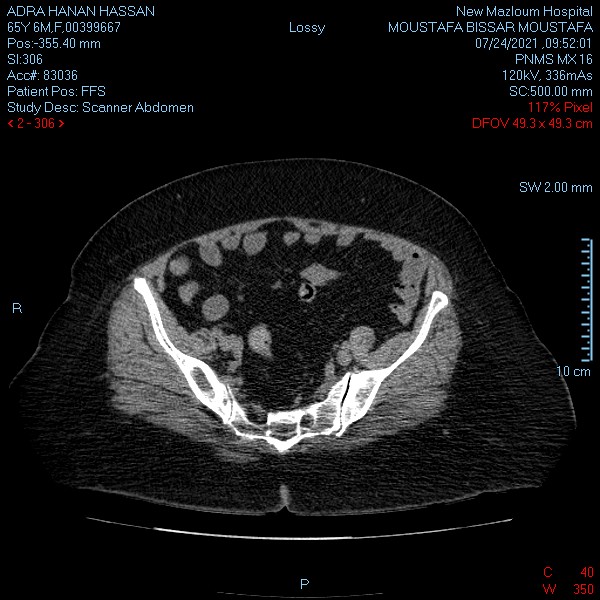 ADRA HANAN HASSAN
65Y 6M,F,00399667
Pos:-355.40 mm
SI:306
Acc#: 83036
Patient Pos: FFS
Study Desc: Scanner Abdomen
< 2 - 306 >
Lossy
New Mazloum Hospital
MOUSTAFA BISSAR MOUSTAFA
07/24/2021 ,09:52:01
PNMS MX 16
120kV, 336mAs
SC:500.00 mm
117% Pixel
DFOV 49.3 x 49.3 cm
SW 2.00 mm
R
10 cm
P
C 40
W 350